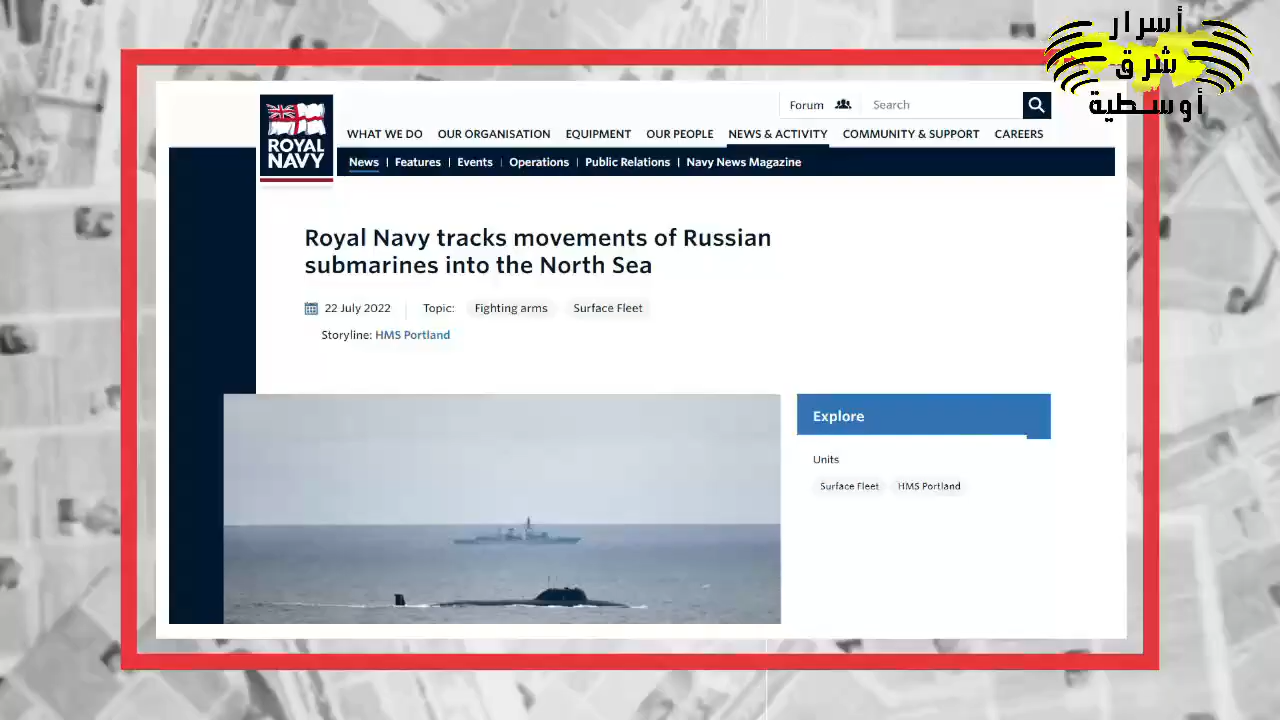 أسرار
شرق
أوسطية
Forum
Search
ROYAL
NAVY
WHAT WE DO OUR ORGANISATION EQUIPMENT OUR PEOPLE NEWS & ACTIVITY COMMUNITY & SUPPORT CAREERS
News | Features | Events | Operations | Public Relations | Navy News Magazine
Royal Navy tracks movements of Russian
submarines into the North Sea
22 July 2022 Topic: Fighting arms Surface Fleet
Storyline: HMS Portland
Explore
Units
Surface Fleet HMS Portland